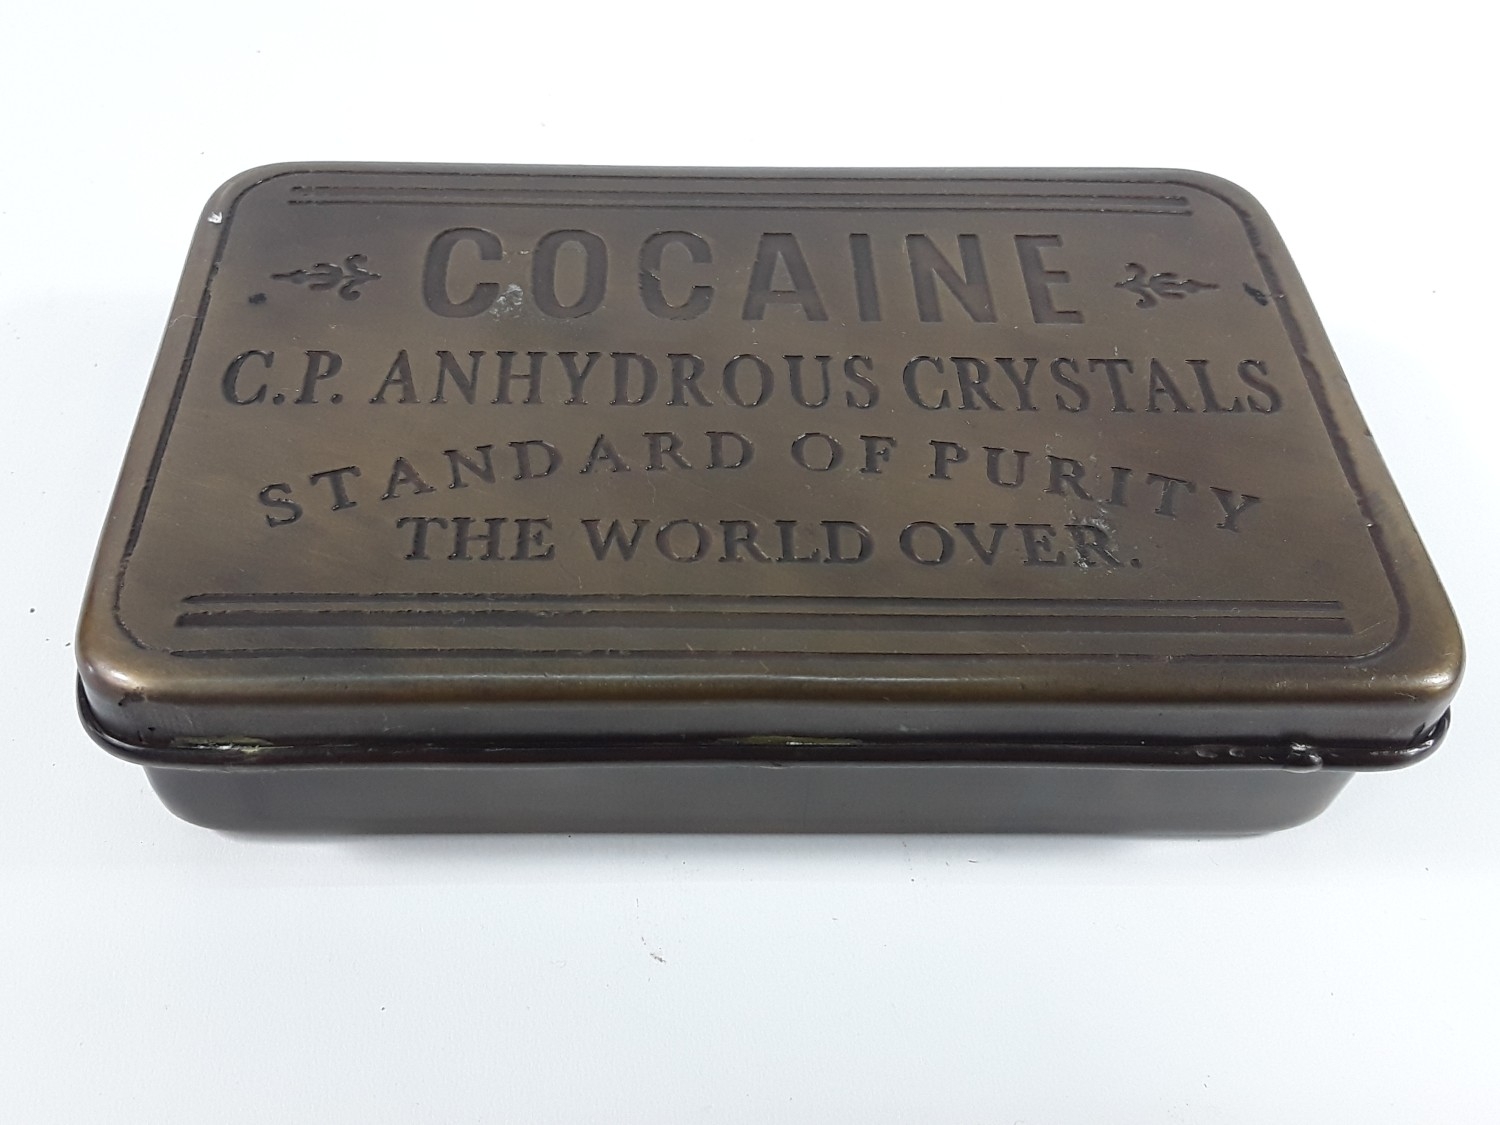 COCAINE
C.P. ANHYDROUS CRYSTALS
STANDARD OF PURITY
THE WORLD OVER.